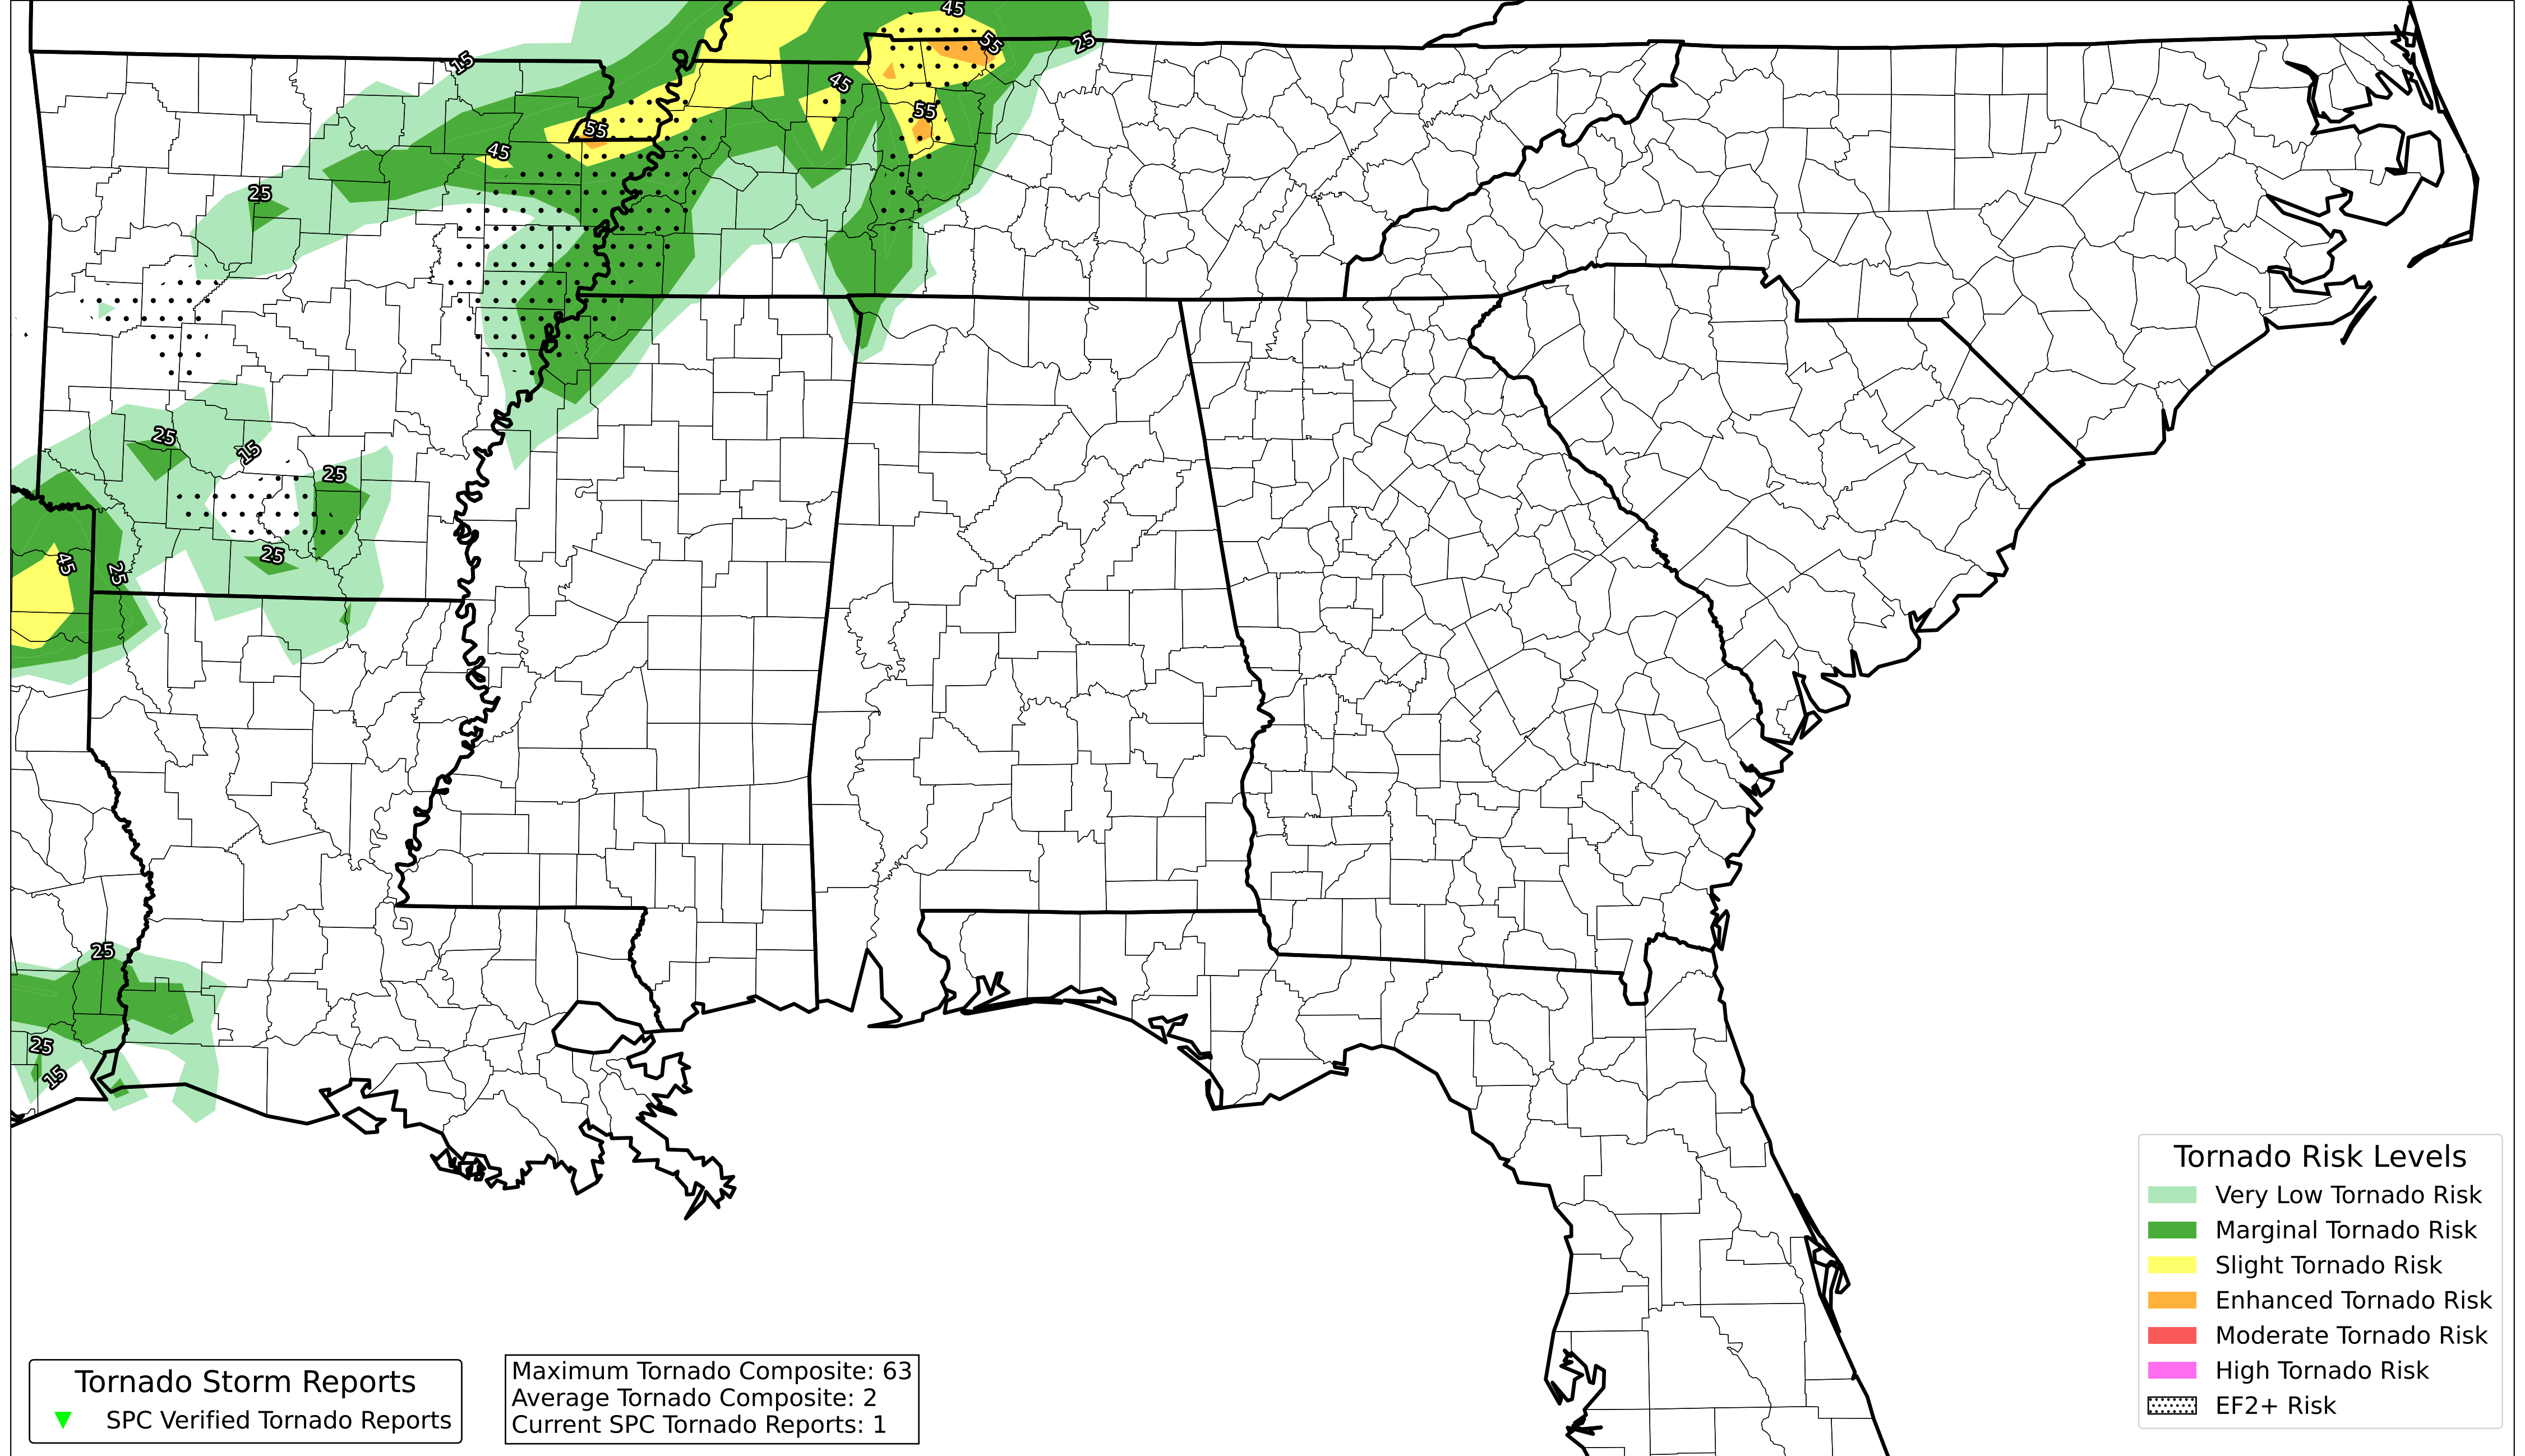 45
55
25
15
45
55
55
45
25
25
15
25
25
45
25
25
25
15
Tornado Risk Levels
Very Low Tornado Risk
Marginal Tornado Risk
Slight Tornado Risk
Enhanced Tornado Risk
Moderate Tornado Risk
High Tornado Risk
EF2+ Risk
Tornado Storm Reports
SPC Verified Tornado Reports
Maximum Tornado Composite: 63
Average Tornado Composite: 2
Current SPC Tornado Reports: 1